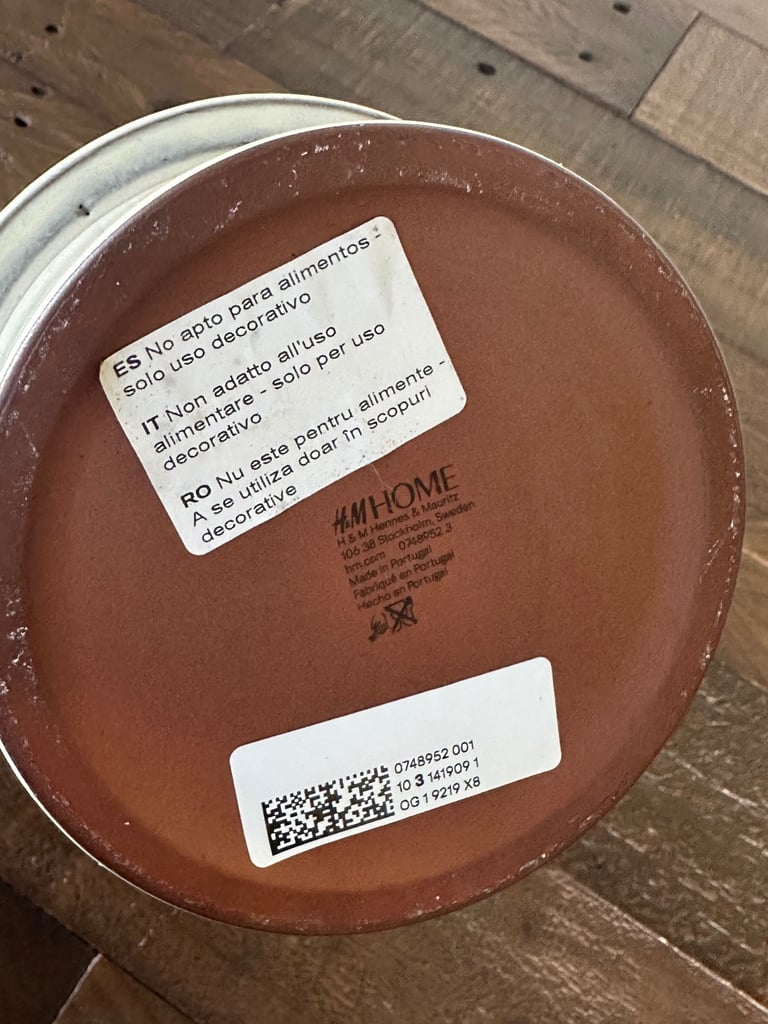 ES No apto para alimentos -
solo uso decorativo
IT Non adatto all'uso
alimentare - solo per uso
decorativo
RO Nu este pentru alimente -
A se utiliza doar în scopuri
decorative
H&M HOME
H & M Hennes & Mauritz
106 38 Stockholm, Sweden
hm.com 0748952 3
Made in Portugal
Fabriqué en Portugal
Hecho en Portugal
0748952 001
10 3 141909 1
OG 1 9219 X8